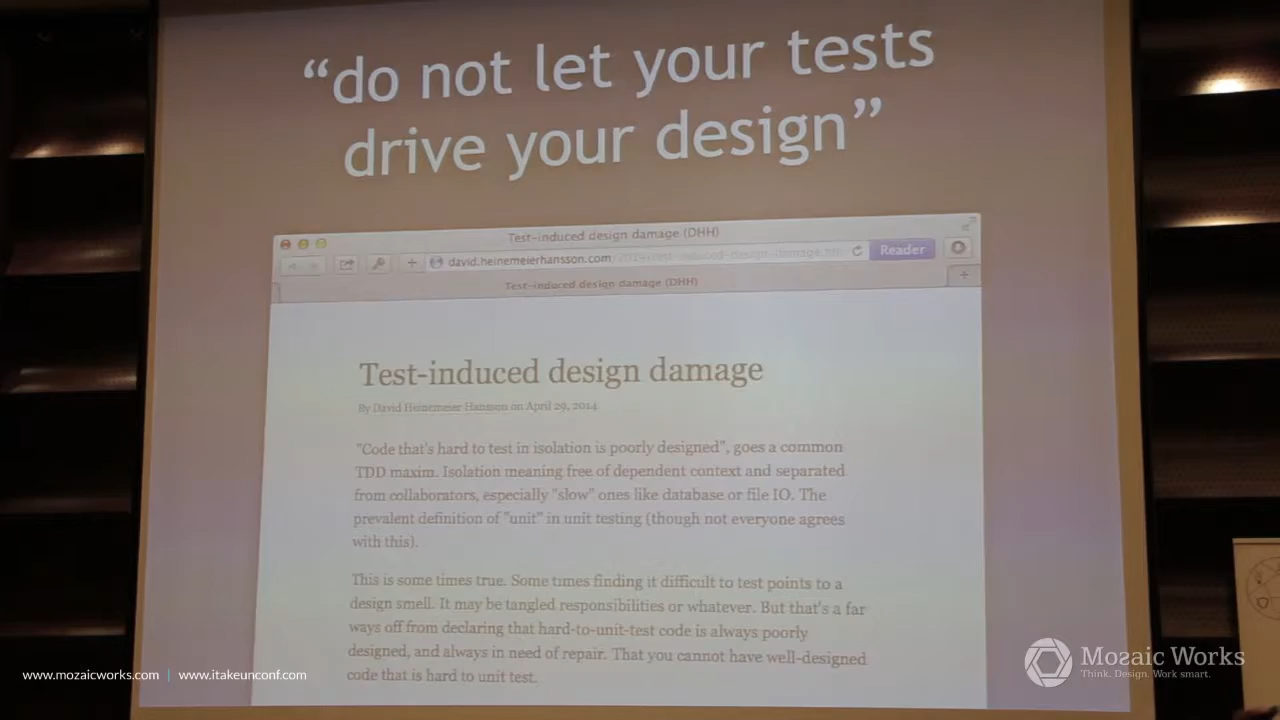 “do not let your tests
drive your design”
Test-induced design damage (DHH)
david.heinemeierhansson.com/2014/test-induced-design-damage.html
Reader
Test-induced design damage (DHH)
Test-induced design damage
By David Heinemeier Hansson on April 29, 2014
"Code that's hard to test in isolation is poorly designed", goes a common
TDD maxim. Isolation meaning free of dependent context and separated
from collaborators, especially "slow" ones like database or file IO. The
prevalent definition of "unit" in unit testing (though not everyone agrees
with this).
This is some times true. Some times finding it difficult to test points to a
design smell. It may be tangled responsibilities or whatever. But that's a far
ways off from declaring that hard-to-unit-test code is always poorly
designed, and always in need of repair. That you cannot have well-designed
code that is hard to unit test.
www.mozaicworks.com | www.itakeunconf.com
Mozaic Works
Think. Design. Work smart.